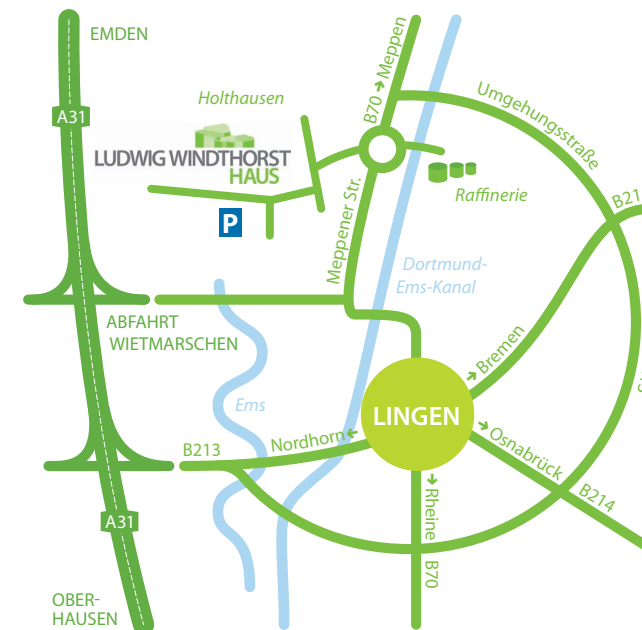 EMDEN
A31
Holthausen
LUDWIG WINDTHORST
HAUS
P
B70 → Meppen
Umgehungsstraße
Raffinerie
B21
Meppener Str.
Dortmund-
Ems-Kanal
ABFAHRT
WIETMARSCHEN
Ems
Bremen
LINGEN
B213
Nordhorn
Osnabrück
B214
Rheine
B70
A31
OBER-
HAUSEN